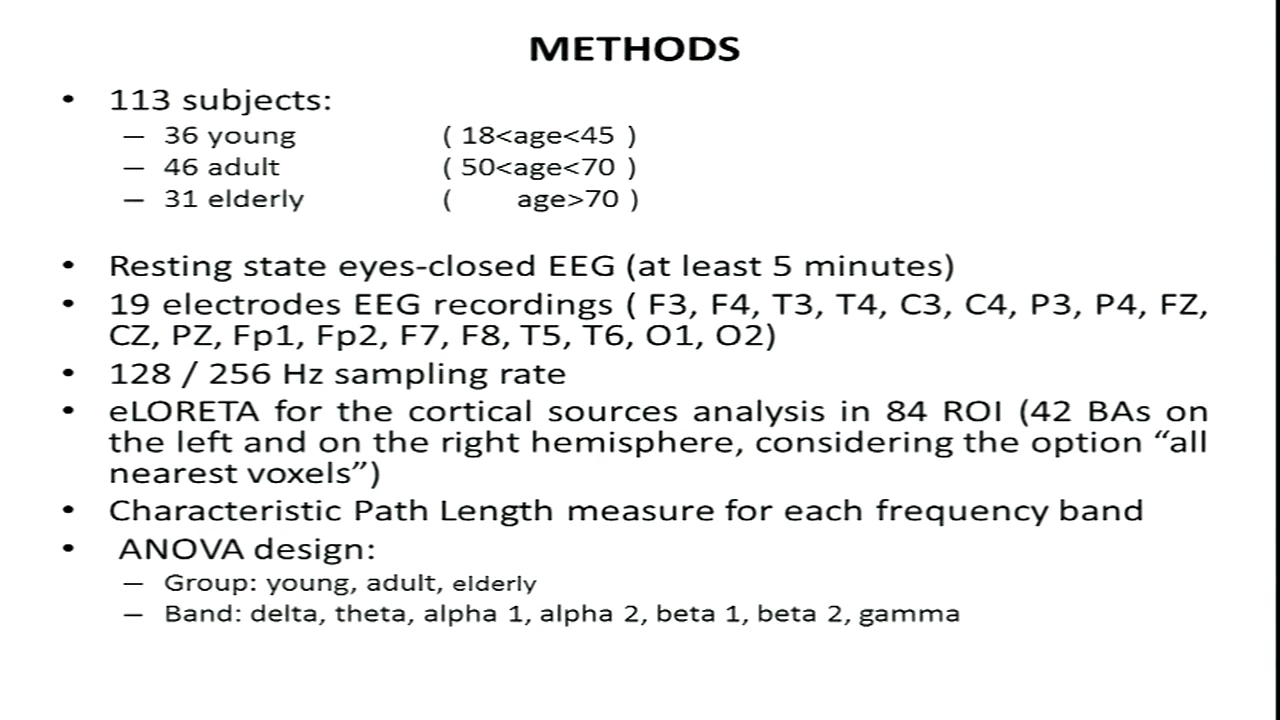 METHODS
• 113 subjects:
– 36 young ( 18<age<45 )
– 46 adult ( 50<age<70 )
– 31 elderly ( age>70 )
• Resting state eyes-closed EEG (at least 5 minutes)
• 19 electrodes EEG recordings ( F3, F4, T3, T4, C3, C4, P3, P4, FZ,
CZ, PZ, Fp1, Fp2, F7, F8, T5, T6, O1, O2)
• 128 / 256 Hz sampling rate
• eLORETA for the cortical sources analysis in 84 ROI (42 BAs on
the left and on the right hemisphere, considering the option “all
nearest voxels”)
• Characteristic Path Length measure for each frequency band
• ANOVA design:
– Group: young, adult, elderly
– Band: delta, theta, alpha 1, alpha 2, beta 1, beta 2, gamma